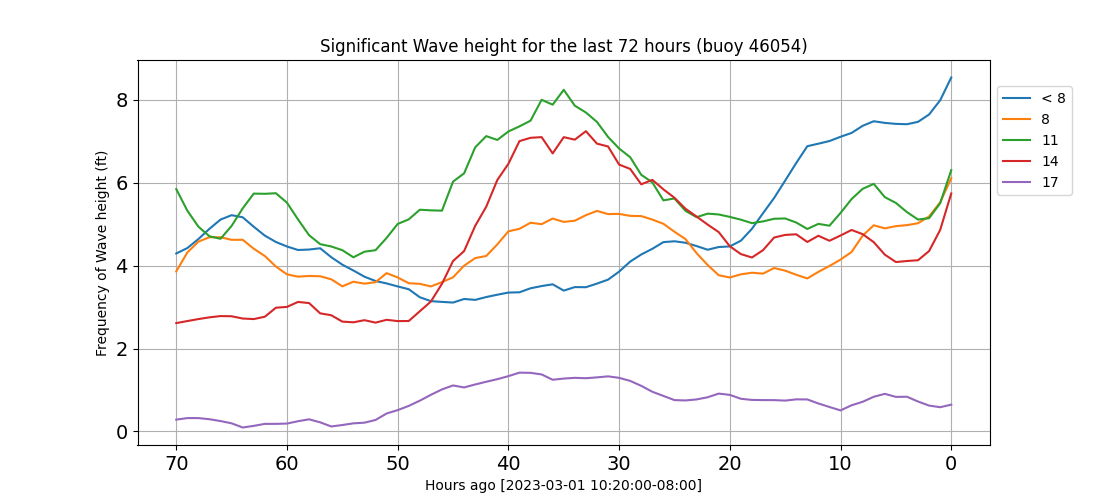 Significant Wave height for the last 72 hours (buoy 46054)
Frequency of Wave height (ft)
8
6
4
2
0
70 60 50 40 30 20 10 0
Hours ago [2023-03-01 10:20:00-08:00]
< 8
8
11
14
17